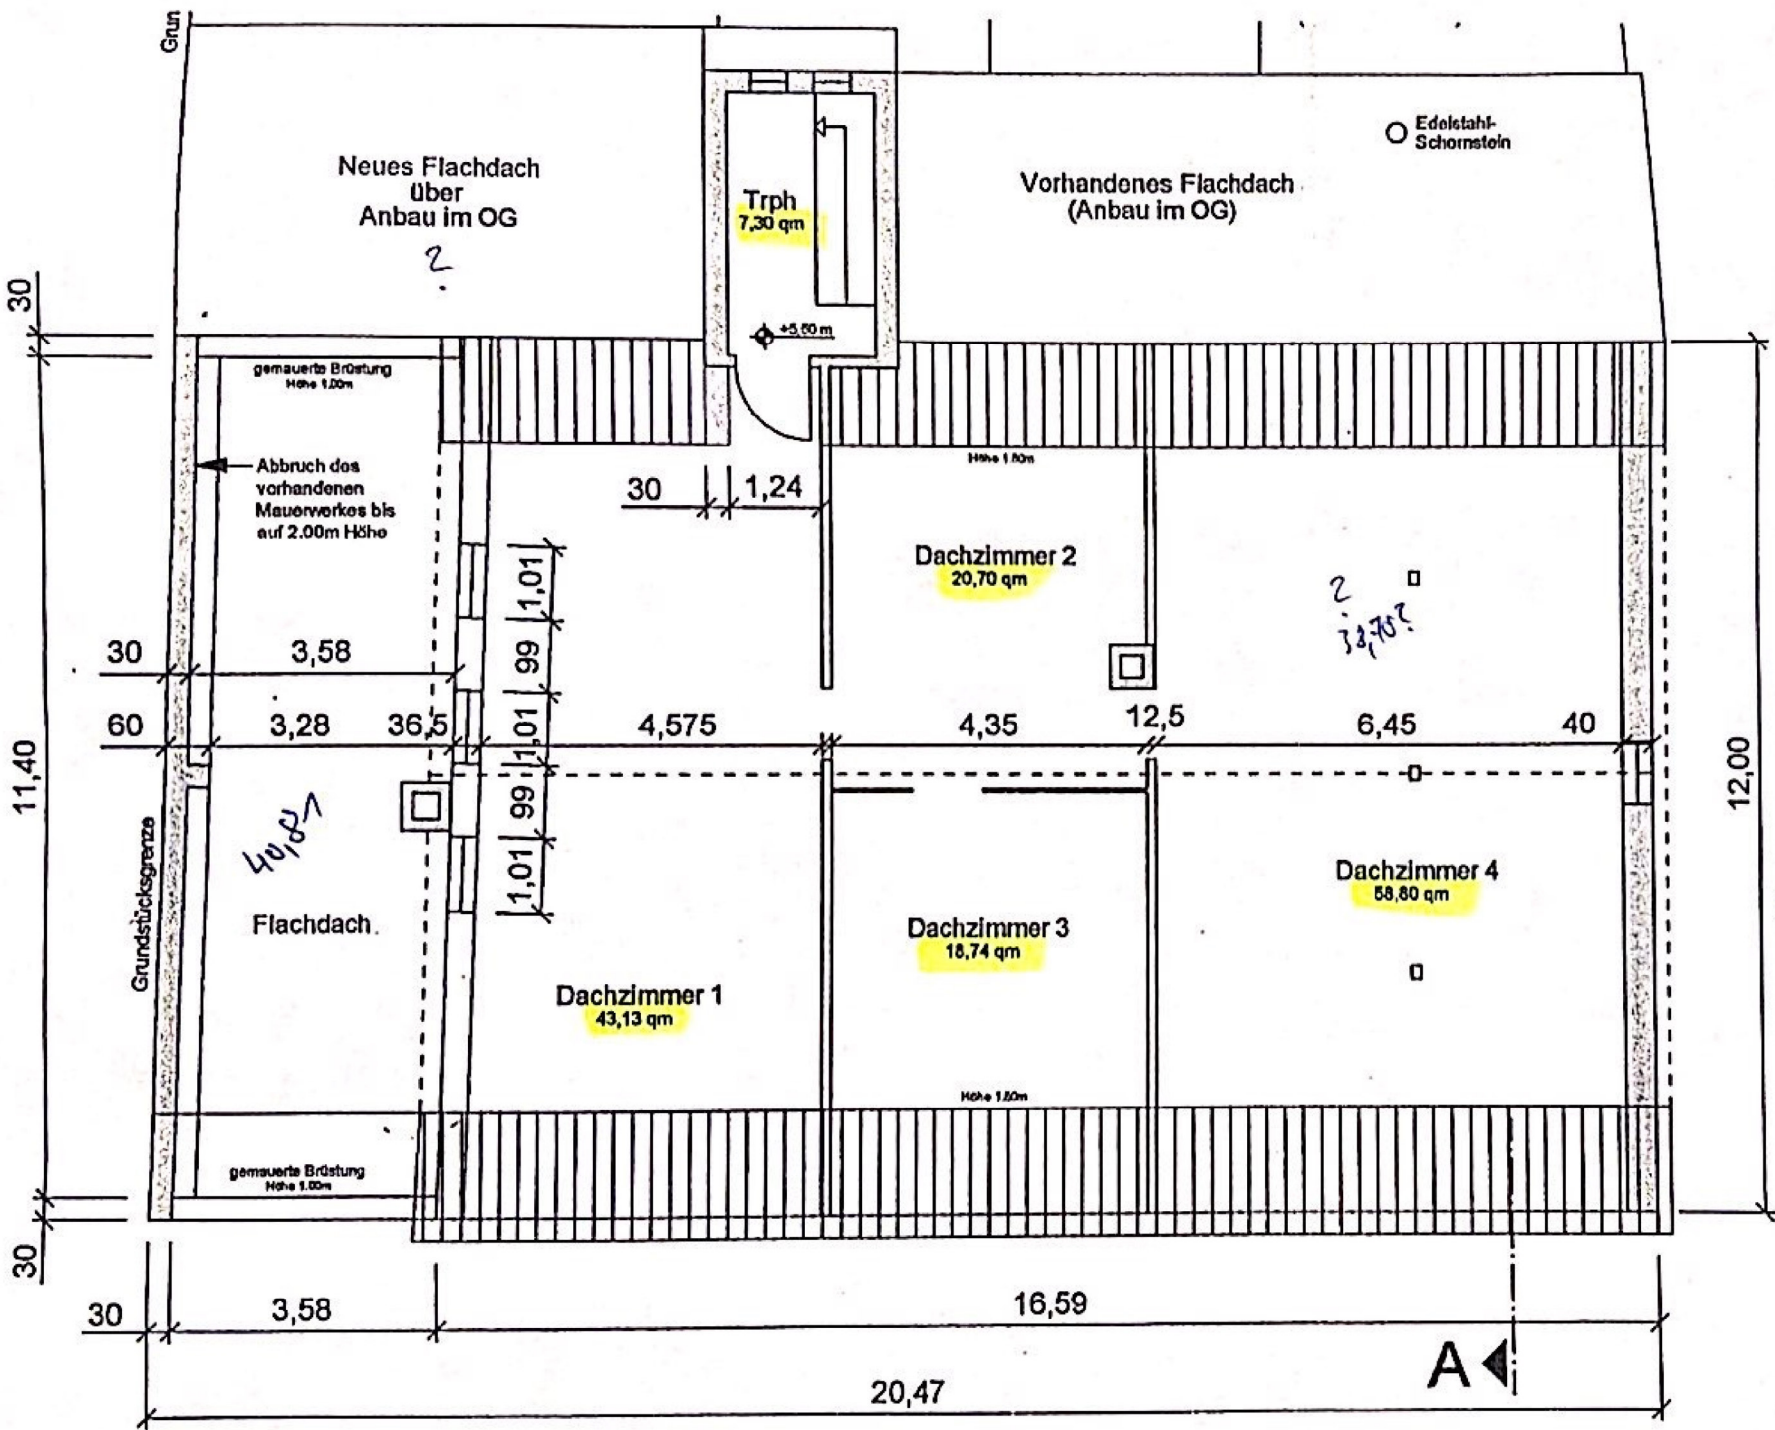 Grun
Neues Flachdach
über
Anbau im OG
?
Trph
7,30 qm
+5,60 m
Vorhandenes Flachdach
(Anbau im OG)
Edelstahl-
Schornstein
30
11,40
30
gemauerte Brüstung
Höhe 1.00m
Abbruch des
vorhandenen
Mauerwerkes bis
auf 2.00m Höhe
30
1,24
Höhe 1.80m
Dachzimmer 2
20,70 qm
?
1,01
99
1,01
99
1,01
30
3,58
60
3,28
36,5
4,575
4,35
12,5
6,45
40
12,00
Grundstücksgrenze
40,81
Flachdach
Dachzimmer 1
43,13 qm
Dachzimmer 3
18,74 qm
Dachzimmer 4
58,80 qm
Höhe 1.80m
gemauerte Brüstung
Höhe 1.00m
30
3,58
16,59
20,47
A